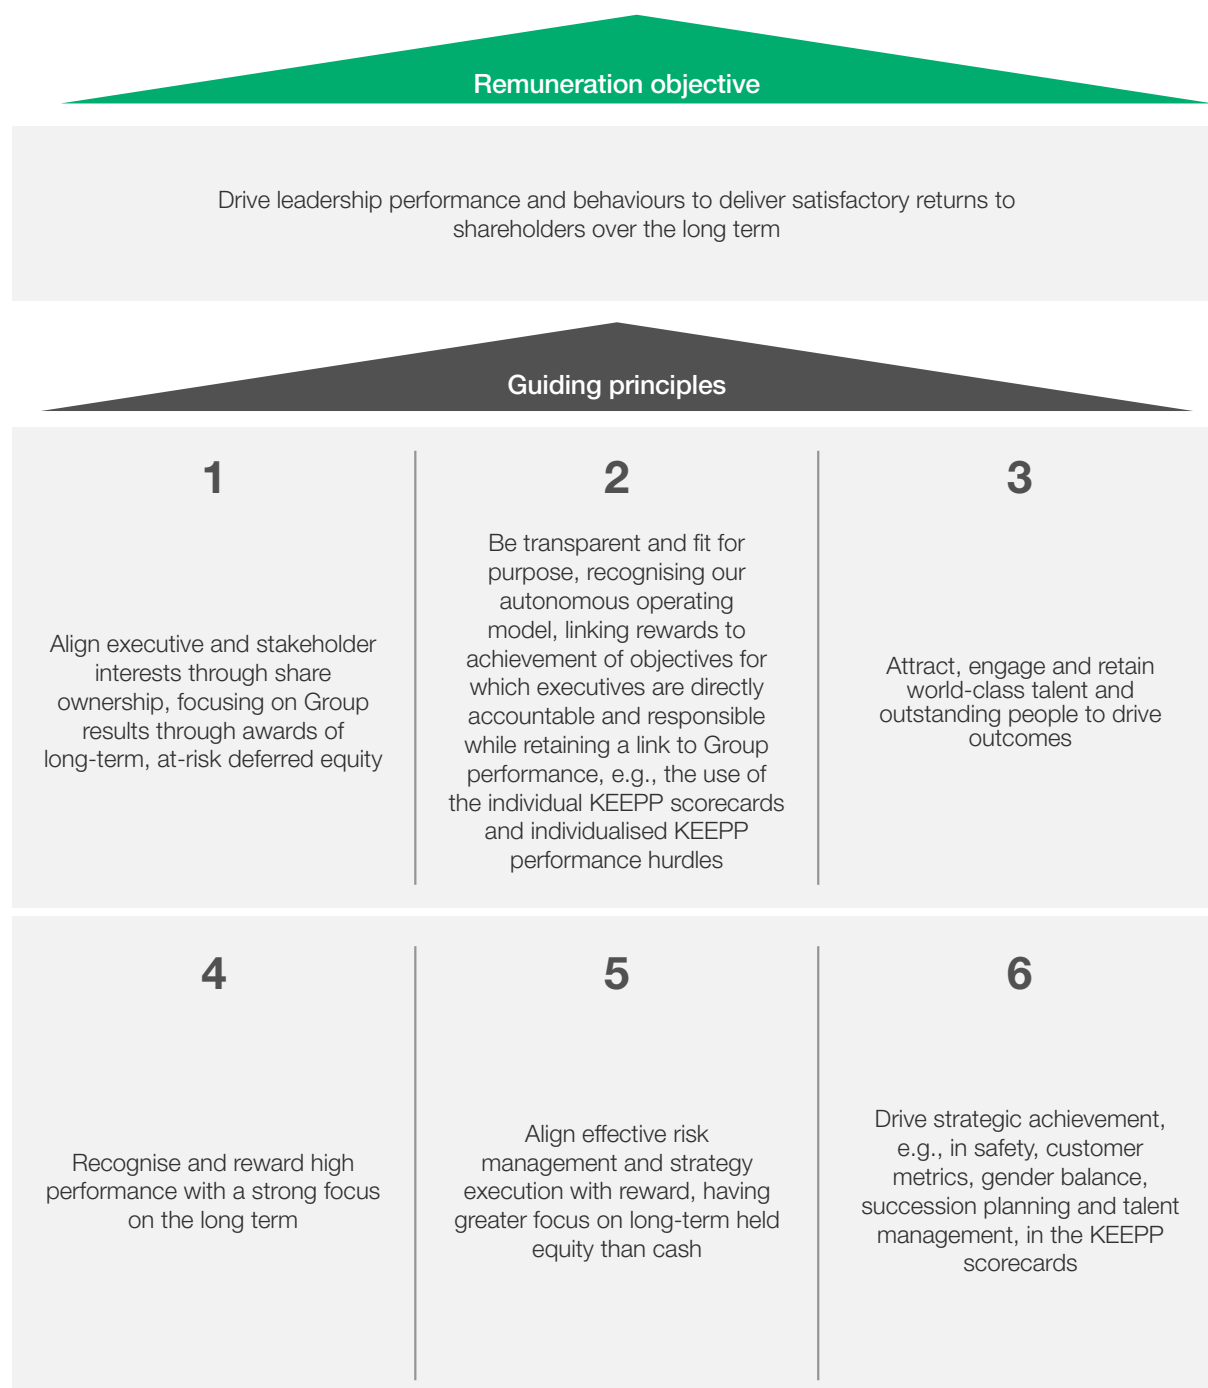 Remuneration objective
Drive leadership performance and behaviours to deliver satisfactory returns to
shareholders over the long term
Guiding principles
1
Align executive and stakeholder
interests through share
ownership, focusing on Group
results through awards of
long-term, at-risk deferred equity
2
Be transparent and fit for
purpose, recognising our
autonomous operating
model, linking rewards to
achievement of objectives for
which executives are directly
accountable and responsible
while retaining a link to Group
performance, e.g., the use of
the individual KEEPP scorecards
and individualised KEEPP
performance hurdles
3
Attract, engage and retain
world-class talent and
outstanding people to drive
outcomes
4
Recognise and reward high
performance with a strong focus
on the long term
5
Align effective risk
management and strategy
execution with reward, having
greater focus on long-term held
equity than cash
6
Drive strategic achievement,
e.g., in safety, customer
metrics, gender balance,
succession planning and talent
management, in the KEEPP
scorecards